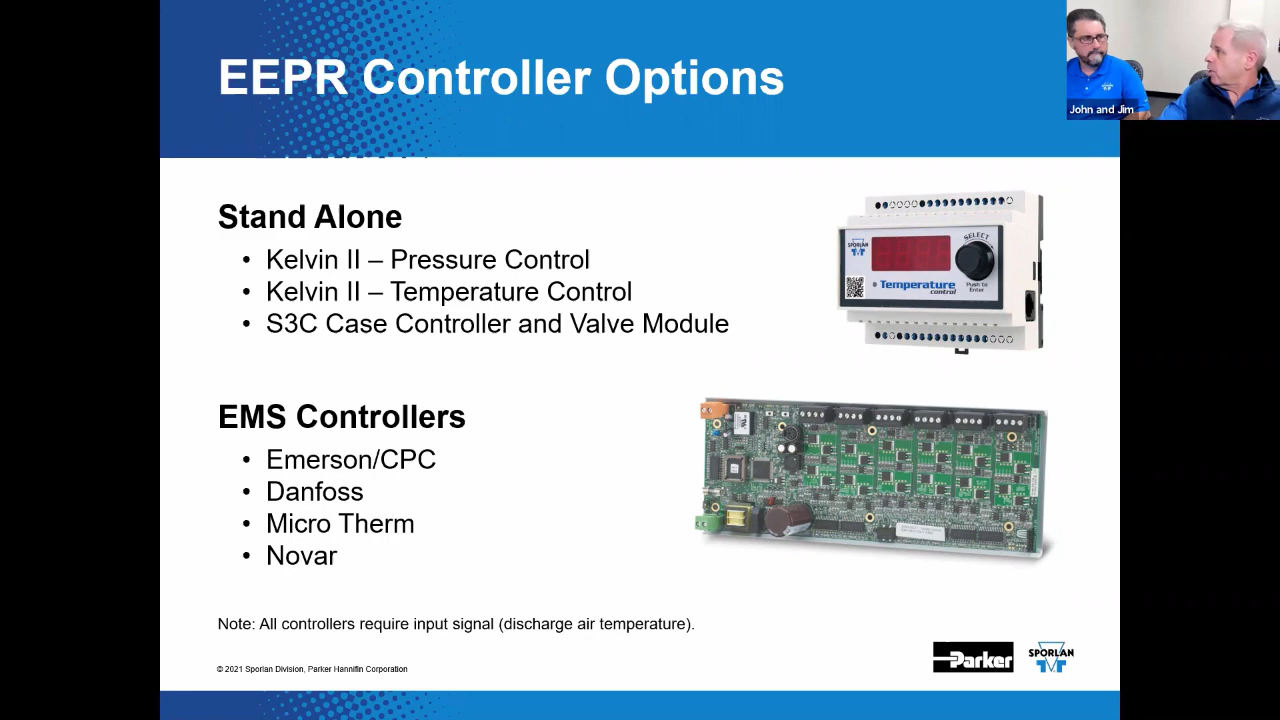 EEPR Controller Options
John and Jim
Stand Alone
• Kelvin II – Pressure Control
• Kelvin II – Temperature Control
• S3C Case Controller and Valve Module
SPORLAN
SELECT
Temperature
control
Push to
Enter
EMS Controllers
• Emerson/CPC
• Danfoss
• Micro Therm
• Novar
Note: All controllers require input signal (discharge air temperature).
© 2021 Sporlan Division, Parker Hannifin Corporation
Parker
SPORLAN